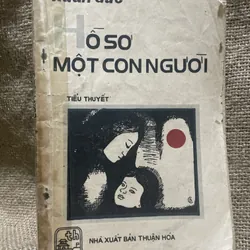 HỒ SƠ
MỘT CON NGƯỜI
TIỂU THUYẾT
NHÀ XUẤT BẢN THUẬN HÓA